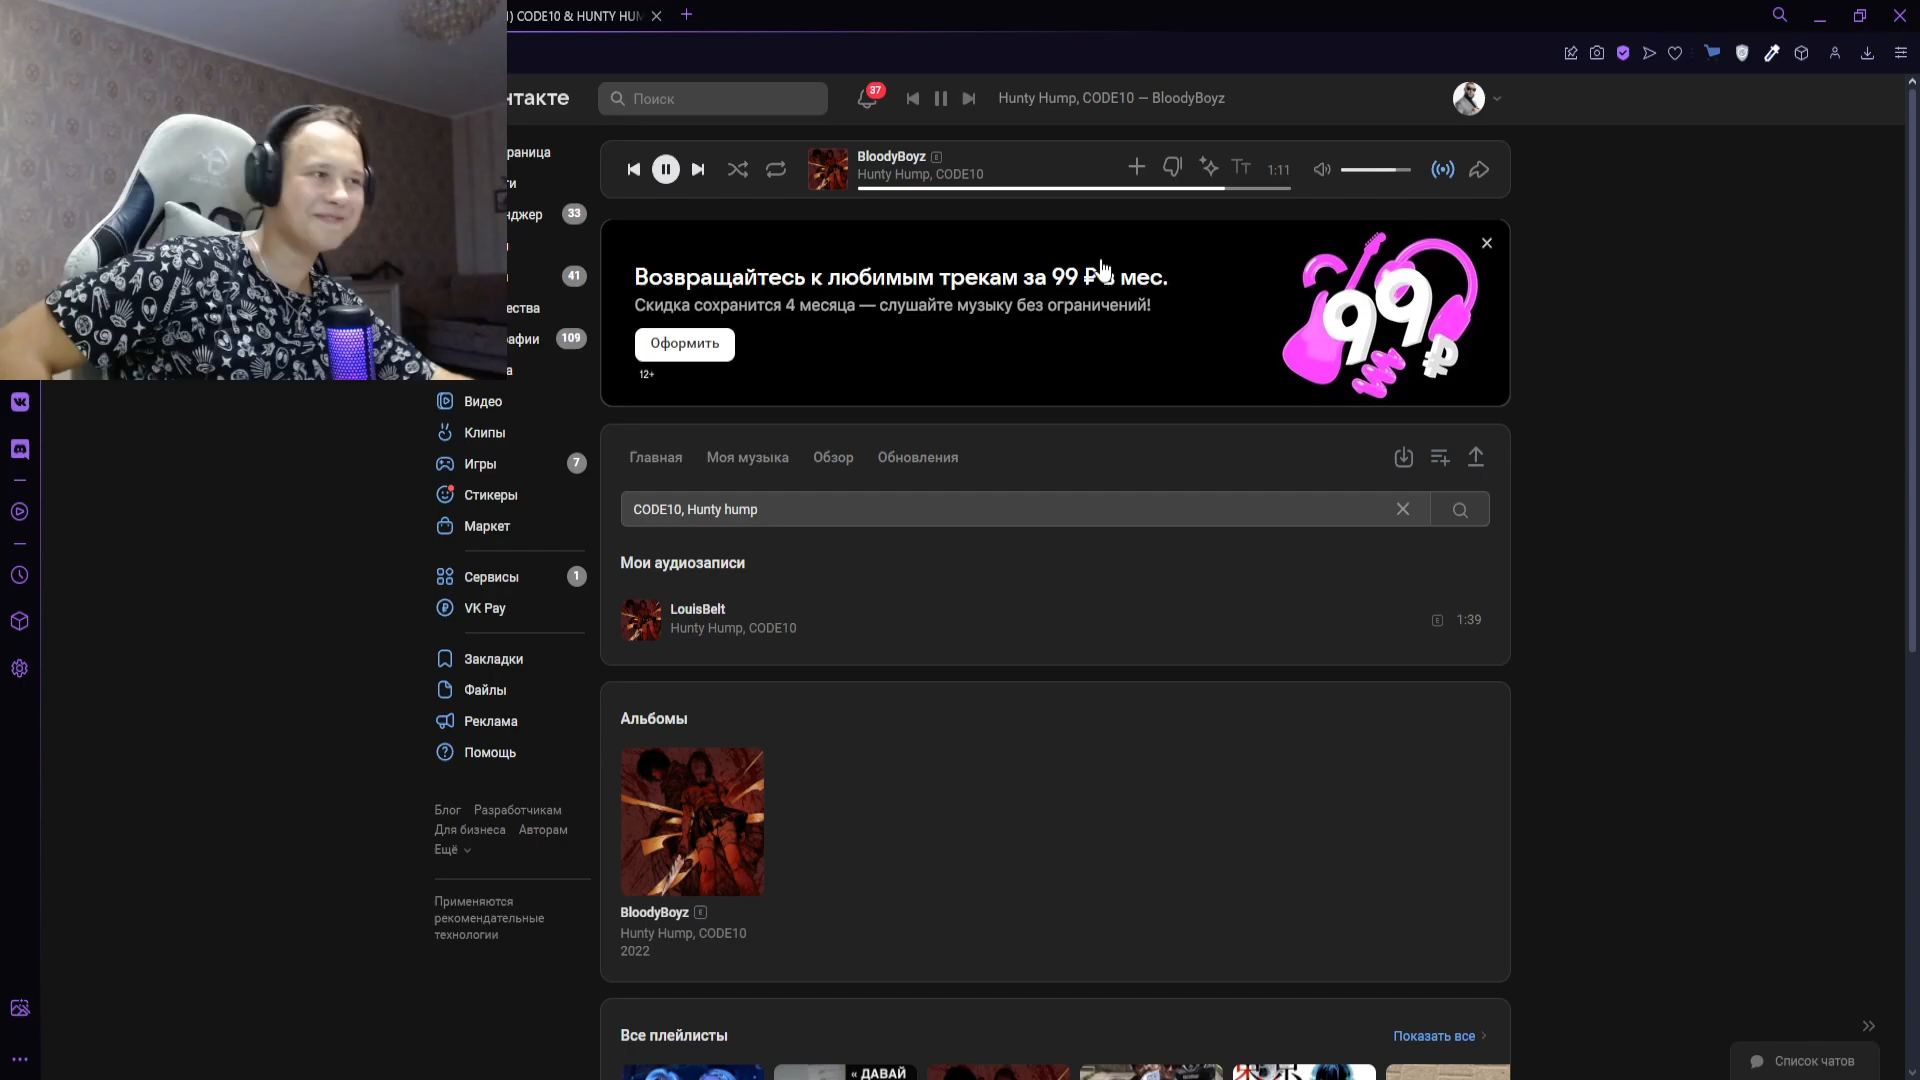 ) CODE10 & HUNTY HUM
нтакте
Поиск
37
Hunty Hump, CODE10 — BloodyBoyz
BloodyBoyz E
Hunty Hump, CODE10
1:11
Возвращайтесь к любимым трекам за 99 ₽ в мес.
Скидка сохранится 4 месяца — слушайте музыку без ограничений!
Оформить
12+
99 ₽
раница
ти
нджер 33
41
ества
афии 109
а
Видео
Клипы
Игры 7
Стикеры
Маркет
Сервисы 1
VK Pay
Закладки
Файлы
Реклама
Помощь
Блог Разработчикам
Для бизнеса Авторам
Ещё
Применяются
рекомендательные
технологии
Главная Моя музыка Обзор Обновления
CODE10, Hunty hump
Мои аудиозаписи
LouisBelt
Hunty Hump, CODE10
E 1:39
Альбомы
BloodyBoyz E
Hunty Hump, CODE10
2022
Все плейлисты
Показать все
« ДАВАЙ
Список чатов